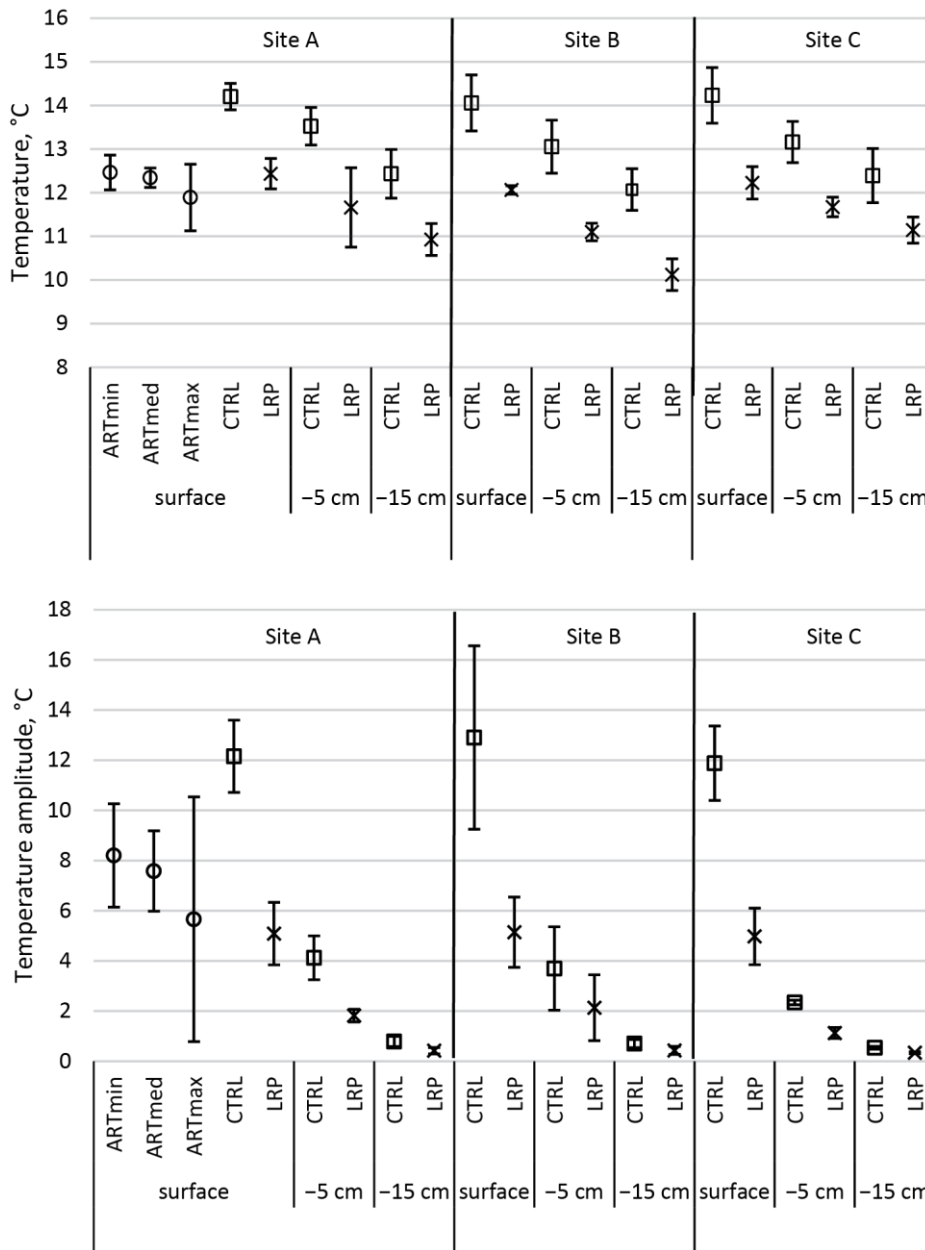 Temperature, °C
16
15
14
13
12
11
10
9
8
Site A Site B Site C
ARTmin ARTmed ARTmax CTRL LRP CTRL LRP CTRL LRP CTRL LRP CTRL LRP CTRL LRP CTRL LRP CTRL LRP CTRL LRP
surface −5 cm −15 cm surface −5 cm −15 cm surface −5 cm −15 cm
Temperature amplitude, °C
18
16
14
12
10
8
6
4
2
0
Site A Site B Site C
ARTmin ARTmed ARTmax CTRL LRP CTRL LRP CTRL LRP CTRL LRP CTRL LRP CTRL LRP CTRL LRP CTRL LRP CTRL LRP
surface −5 cm −15 cm surface −5 cm −15 cm surface −5 cm −15 cm